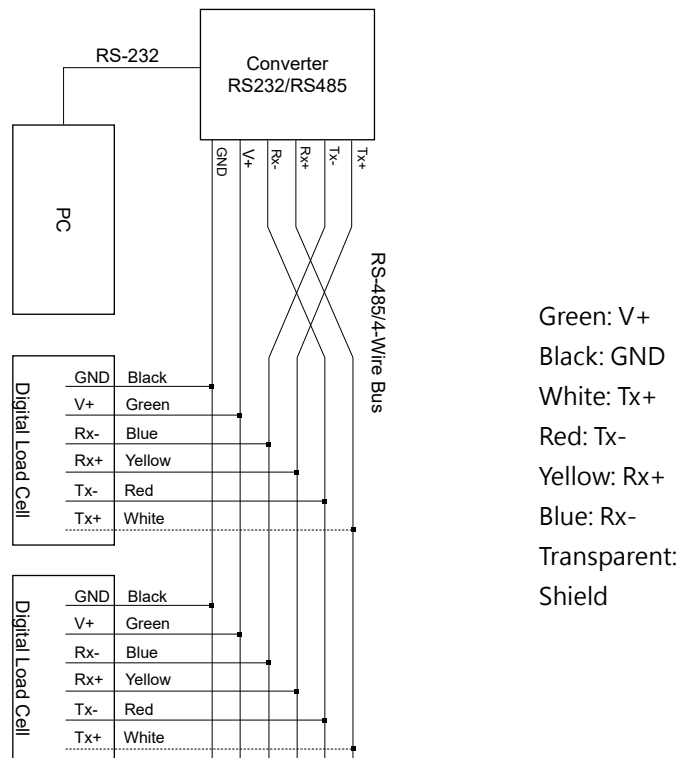 RS-232
Converter
RS232/RS485
GND
V+
Rx-
Rx+
Tx-
Tx+
PC
RS-485/4-Wire Bus
Digital Load Cell
GND Black
V+ Green
Rx- Blue
Rx+ Yellow
Tx- Red
Tx+ White
Digital Load Cell
GND Black
V+ Green
Rx- Blue
Rx+ Yellow
Tx- Red
Tx+ White
Green: V+
Black: GND
White: Tx+
Red: Tx-
Yellow: Rx+
Blue: Rx-
Transparent:
Shield